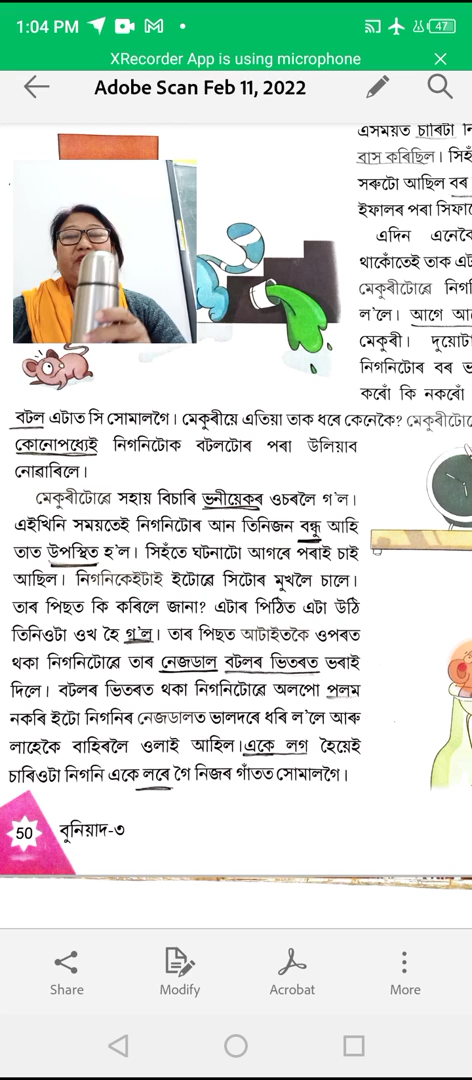 1:04 PM
47
XRecorder App is using microphone
Adobe Scan Feb 11, 2022
এসময়ত চাৰিটা নি
বাস কৰিছিল। সিহঁ
সৰুটো আছিল বৰ
ইফালৰ পৰা সিফালে
এদিন এনেকৈ
থাকোঁতেই তাক এটা
মেকুৰীটোৱে নিগা
ল'লে। আগে আ
মেকুৰী। দুয়োটা
নিগনিটোৰ বৰ ভ
কৰোঁ কি নকৰোঁ
বটল এটাত সি সোমালগৈ। মেকুৰীয়ে এতিয়া তাক ধৰে কেনেকৈ? মেকুৰীটোৱে
কোনোপধ্যেই নিগনিটোক বটলটোৰ পৰা উলিয়াব
নোৱাৰিলে।
মেকুৰীটোৱে সহায় বিচাৰি ভনীয়েকৰ ওচৰলৈ গ'ল।
এইখিনি সময়তেই নিগনিটোৰ আন তিনিজন বন্ধু আহি
তাত উপস্থিত হ'ল। সিহঁতে ঘটনাটো আগৰে পৰাই চাই
আছিল। নিগনিকেইটাই ইটোৱে সিটোৰ মুখলৈ চালে।
তাৰ পিছত কি কৰিলে জানা? এটাৰ পিঠিত এটা উঠি
তিনিওটা ওখ হৈ গ'ল। তাৰ পিছত আটাইতকৈ ওপৰত
থকা নিগনিটোৱে তাৰ নেজডাল বটলৰ ভিতৰত ভৰাই
দিলে। বটলৰ ভিতৰত থকা নিগনিটোৱে অলপো পলম
নকৰি ইটো নিগনিৰ নেজডালত ভালদৰে ধৰি ল'লে আৰু
লাহেকৈ বাহিৰলৈ ওলাই আহিল। একে লগ হৈয়েই
চাৰিওটা নিগনি একে লৰে গৈ নিজৰ গাঁতত সোমালগৈ।
50 বুনিয়াদ-৩
Share Modify Acrobat More